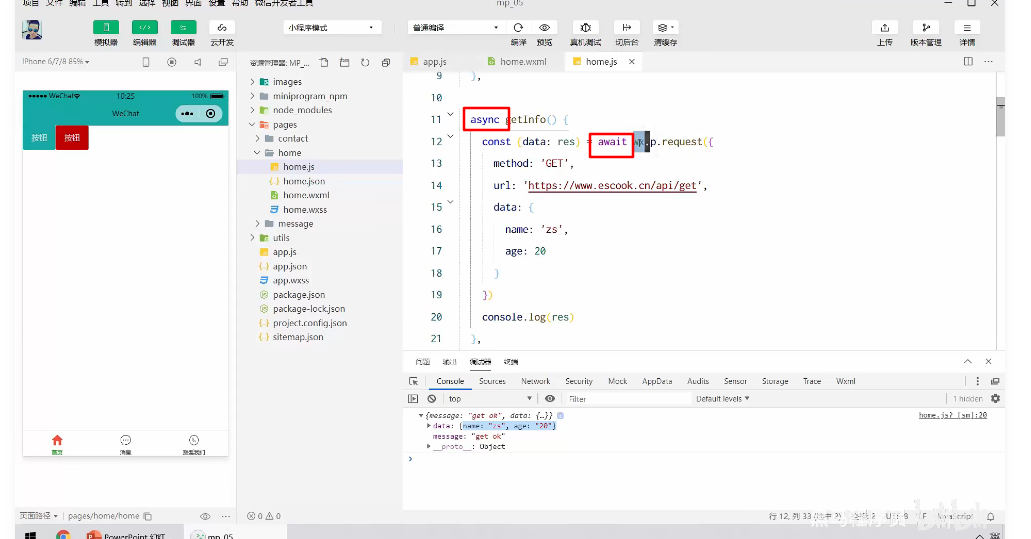 项目 文件 编辑 工具 转到 选择 视图 界面 设置 帮助 微信开发者工具
mp_05
小程序模式
普通编译
模拟器 编辑器 调试器 云开发
编译 预览 真机调试 切后台 清缓存
上传 版本管理 详情
iPhone 6/7/8 85%
资源管理器: MP_...
app.js home.wxml home.js
WeChat 10:25 100%
WeChat
按钮 按钮
images
miniprogram_npm
node_modules
pages
contact
home
home.js
home.json
home.wxml
home.wxss
message
utils
app.js
app.json
app.wxss
package.json
package-lock.json
project.config.json
sitemap.json
9 },
10
11 async getInfo() {
12 const {data: res} = await wx.p.request({
13 method: 'GET',
14 url: 'https://www.escook.cn/api/get',
15 data: {
16 name: 'zs',
17 age: 20
18 }
19 })
20 console.log(res)
21 },
问题 输出 调试器 终端
Console Sources Network Security Mock AppData Audits Sensor Storage Trace Wxml
top Filter Default levels 1 hidden
{message: "get ok", data: {…}} home.js? [sm]:20
data: {name: "zs", age: "20"}
message: "get ok"
__proto__: Object
首页 消息 联系我们
页面路径 pages/home/home
0 0
行 12, 列 33
JavaScript
bilibili
PowerPoint 幻灯
mp_05